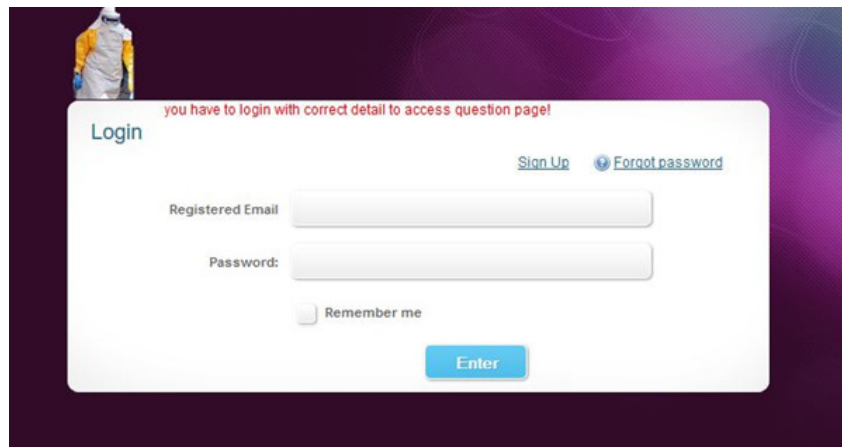 you have to login with correct detail to access question page!
Login
Sign Up Forgot password
Registered Email
Password:
Remember me
Enter